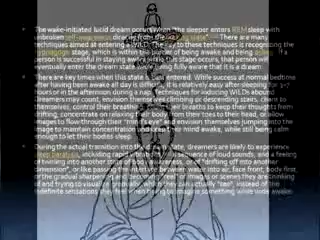 The wake-initiated lucid dream occurs when "the sleeper enters REM sleep with
unbroken self-awareness directly from the waking state". There are many
techniques aimed at entering a WILD. The key to these techniques is recognizing the
hypnagogic stage, which is within the border of being awake and being asleep. If a
person is successful in staying awake while this stage occurs, that person will
eventually enter the dream state while being fully aware that it is a dream.
There are key times when this state is best entered. While success at normal bedtime
after having been awake all day is difficult, it is relatively easy after sleeping for 3-7
hours or in the afternoon during a nap. Techniques for inducing WILDs abound.
Dreamers may count, envision themselves climbing or descending stairs, chant to
themselves, control their breathing, count their breaths to keep their thoughts from
drifting, concentrate on relaxing their body from their toes to their head, or allow
images to flow through their "mind's eye" and envision themselves jumping into the
image to maintain concentration and keep their mind awake, while still being calm
enough to let their bodies sleep.
During the actual transition into the dream state, dreamers are likely to experience
sleep paralysis, including rapid vibrations, a sequence of loud sounds, and a feeling
of twirling into another state of body awareness, or of "drifting off into another
dimension", or like passing the interface between water into air, face front, body first,
or the gradual sharpening and becoming "real" of images or scenes they are thinking
of and trying to visualize gradually, which they can actually "see", instead of the
indefinite sensations they feel when trying to imagine something while wide awake.